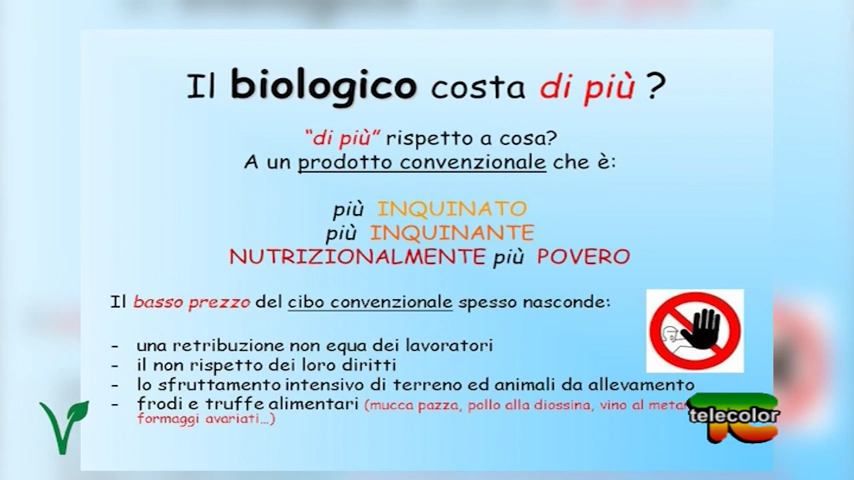 Il biologico costa di più ?
“di più” rispetto a cosa?
A un prodotto convenzionale che è:
più INQUINATO
più INQUINANTE
NUTRIZIONALMENTE più POVERO
Il basso prezzo del cibo convenzionale spesso nasconde:
- una retribuzione non equa dei lavoratori
- il non rispetto dei loro diritti
- lo sfruttamento intensivo di terreno ed animali da allevamento
- frodi e truffe alimentari (mucca pazza, pollo alla diossina, vino al
formaggi avariati...)
telecolor